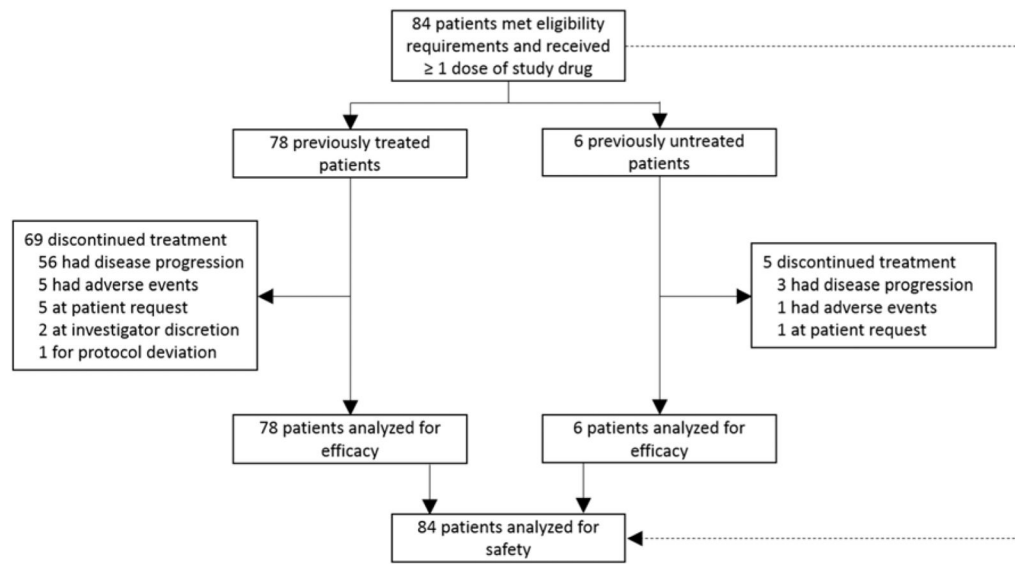 84 patients met eligibility
requirements and received
≥ 1 dose of study drug
78 previously treated
patients
6 previously untreated
patients
69 discontinued treatment
56 had disease progression
5 had adverse events
5 at patient request
2 at investigator discretion
1 for protocol deviation
5 discontinued treatment
3 had disease progression
1 had adverse events
1 at patient request
78 patients analyzed for
efficacy
6 patients analyzed for
efficacy
84 patients analyzed for
safety